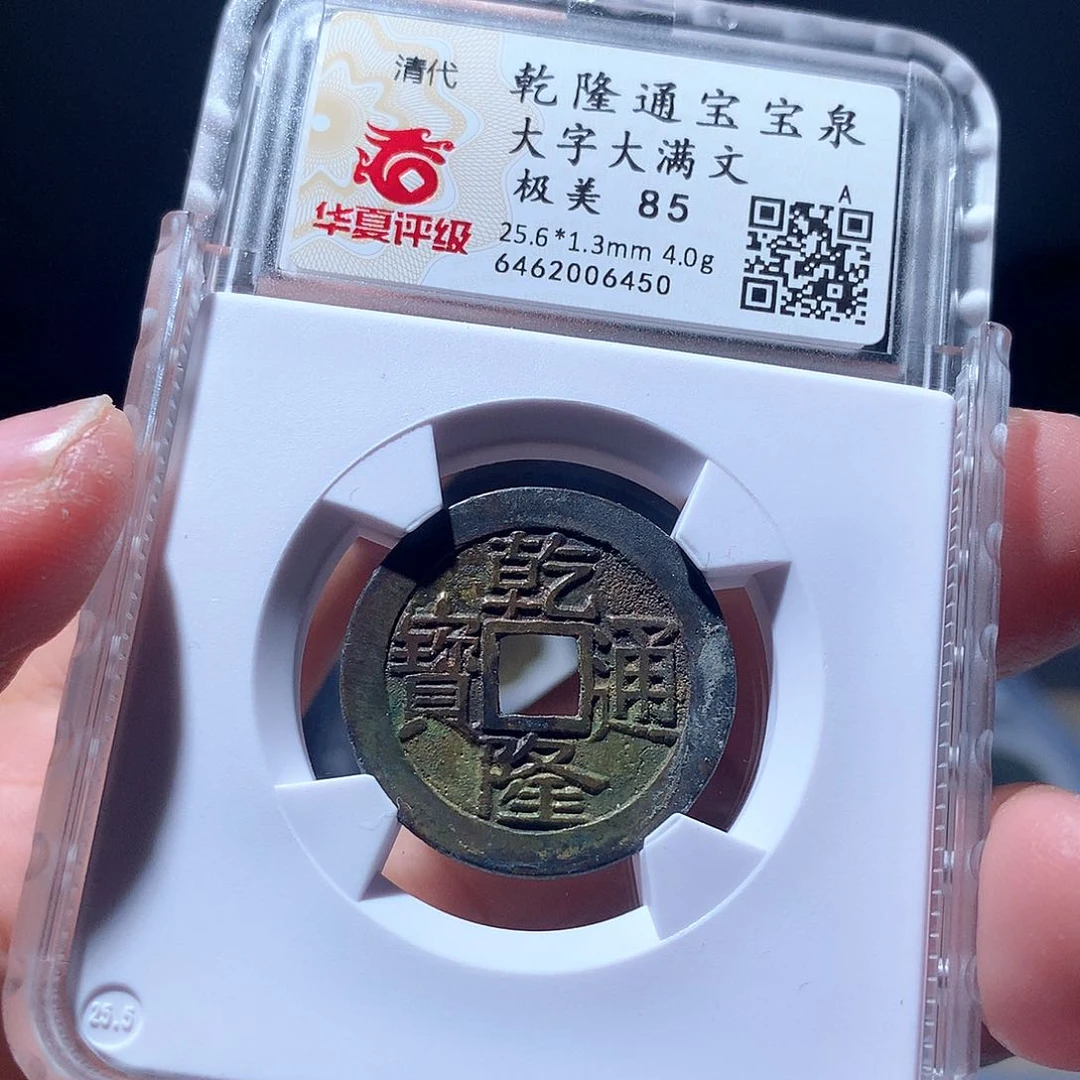 清代
华夏评级
乾隆通宝宝泉
大字大满文
极美 85
25.6*1.3mm 4.0g
6462006450
A
乾
寶 通
隆
25.5